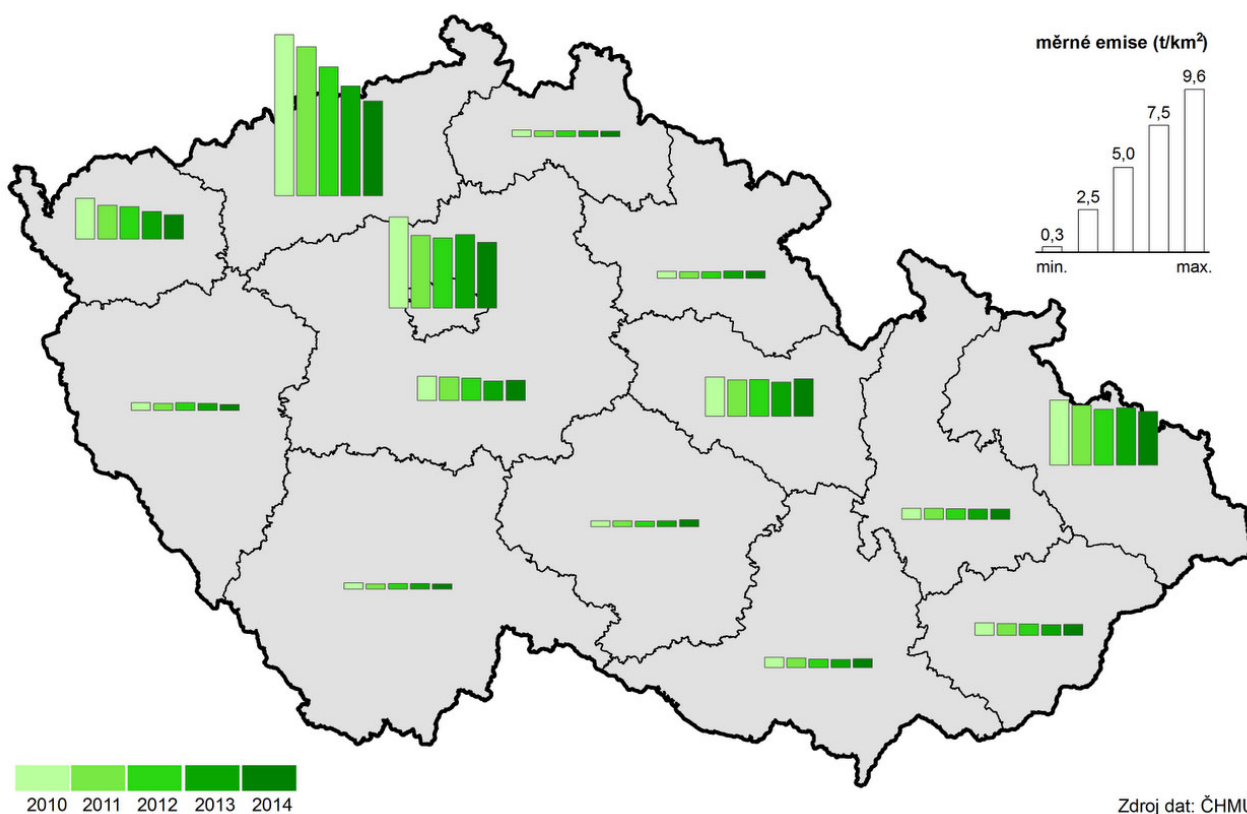 měrné emise (t/km²)
9,6
7,5
5,0
2,5
0,3
min. max.
2010 2011 2012 2013 2014
Zdroj dat: ČHMÚ